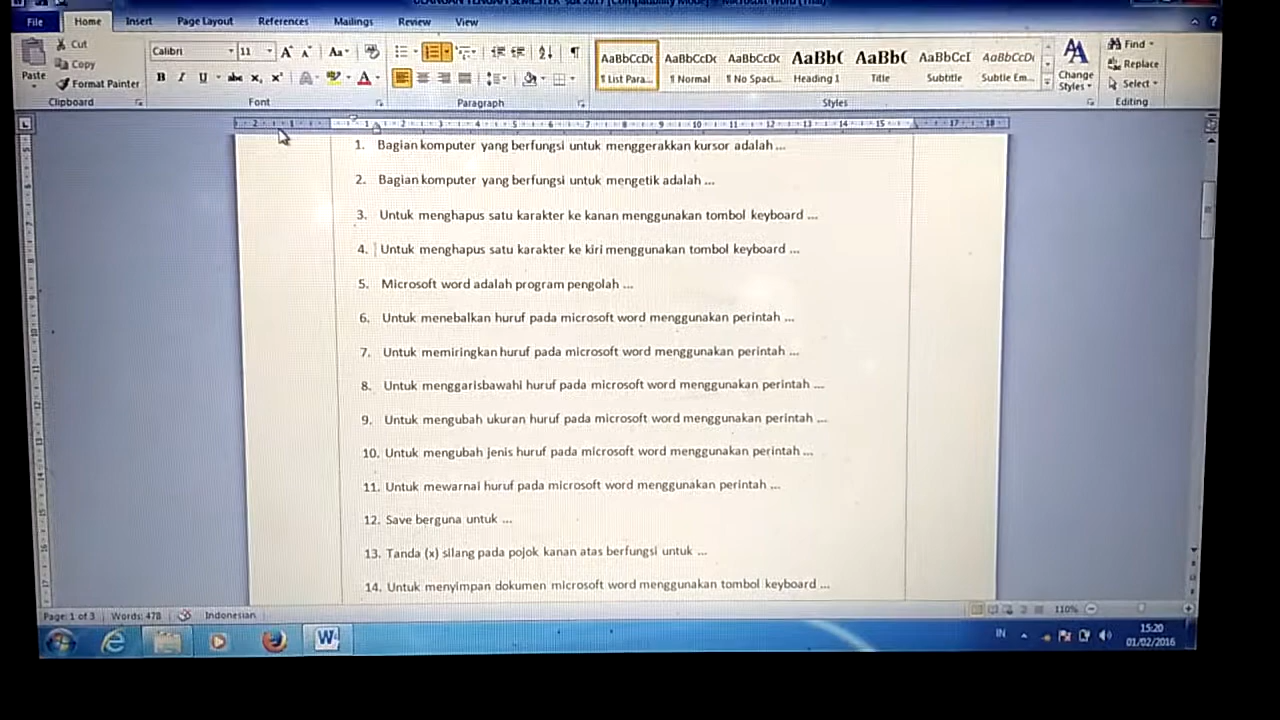 File Home Insert Page Layout References Mailings Review View
Cut
Copy
Format Painter
Paste
Calibri 11
Clipboard Font Paragraph Styles Editing
AaBbCcDc AaBbCcDc AaBbCcDc AaBbC( AaBb( AaBbCcI AaBbCcDc
¶ List Para... ¶ Normal ¶ No Spaci... Heading 1 Title Subtitle Subtle Em...
Change Styles
Find
Replace
Select
1. Bagian komputer yang berfungsi untuk menggerakkan kursor adalah ...
2. Bagian komputer yang berfungsi untuk mengetik adalah ...
3. Untuk menghapus satu karakter ke kanan menggunakan tombol keyboard ...
4. Untuk menghapus satu karakter ke kiri menggunakan tombol keyboard ...
5. Microsoft word adalah program pengolah ...
6. Untuk menebalkan huruf pada microsoft word menggunakan perintah ...
7. Untuk memiringkan huruf pada microsoft word menggunakan perintah ...
8. Untuk menggarisbawahi huruf pada microsoft word menggunakan perintah ...
9. Untuk mengubah ukuran huruf pada microsoft word menggunakan perintah ...
10. Untuk mengubah jenis huruf pada microsoft word menggunakan perintah ...
11. Untuk mewarnai huruf pada microsoft word menggunakan perintah ...
12. Save berguna untuk ...
13. Tanda (x) silang pada pojok kanan atas berfungsi untuk ...
14. Untuk menyimpan dokumen microsoft word menggunakan tombol keyboard ...
Page: 1 of 3 Words: 478 Indonesian 110%
IN 15:20
01/02/2016